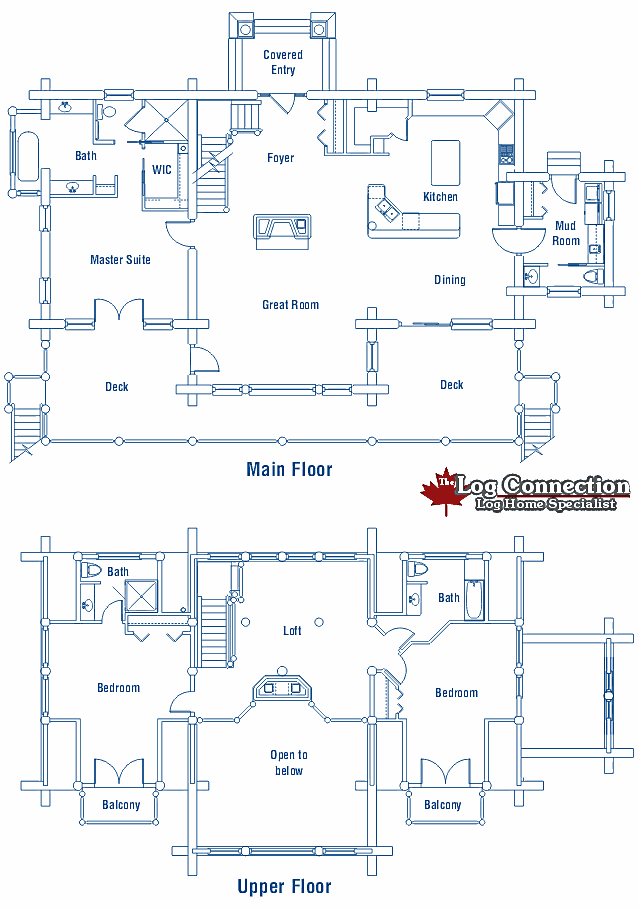 Covered
Entry
Bath
WIC
Foyer
Kitchen
Mud
Room
Master Suite
Dining
Great Room
Deck
Deck
Main Floor
The Log Connection
Log Home Specialist
Bath
Bath
Loft
Bedroom
Bedroom
Open to
below
Balcony
Balcony
Upper Floor